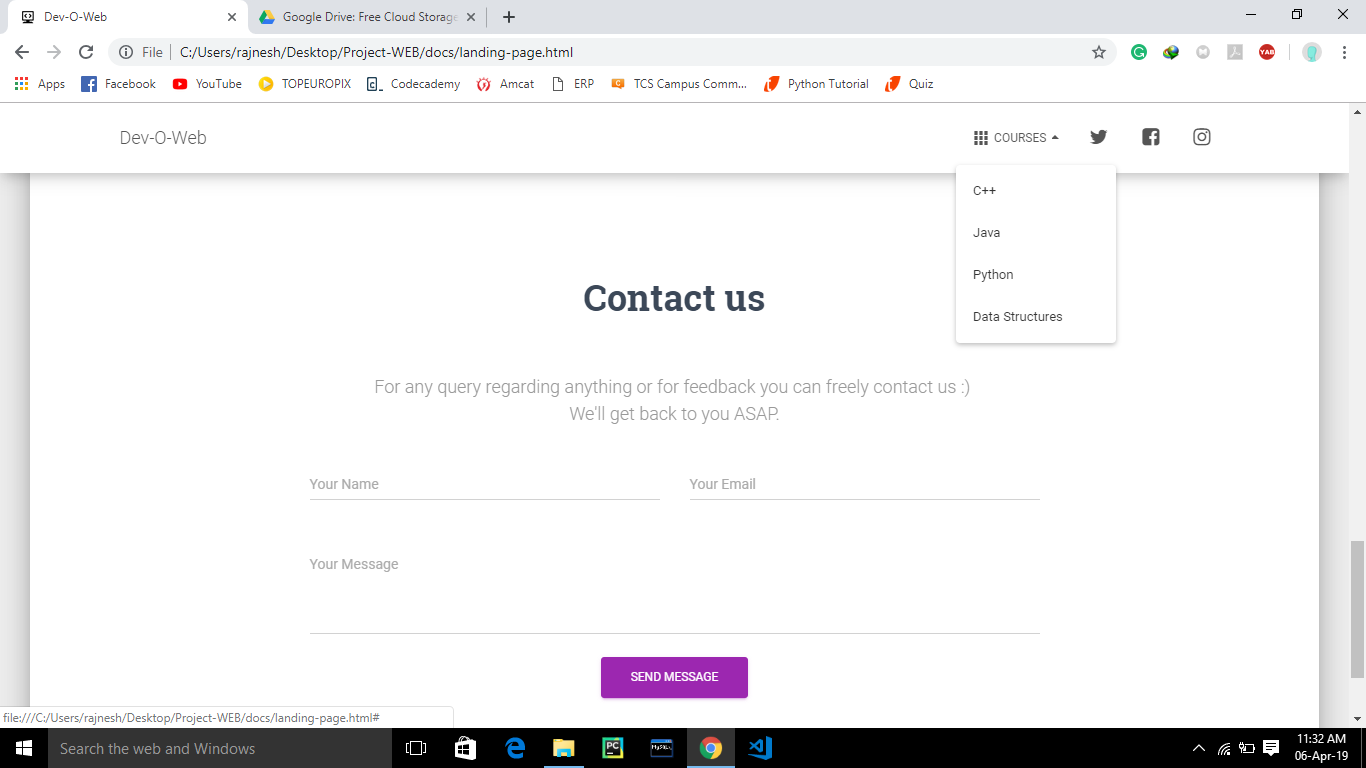 Dev-O-Web
Google Drive: Free Cloud Storage
File
C:/Users/rajnesh/Desktop/Project-WEB/docs/landing-page.html
YAB
Apps
Facebook
YouTube
TOPEUROPIX
Codecademy
Amcat
ERP
TCS Campus Comm...
Python Tutorial
Quiz
Dev-O-Web
COURSES
C++
Java
Python
Data Structures
Contact us
For any query regarding anything or for feedback you can freely contact us :)
We'll get back to you ASAP.
Your Name
Your Email
Your Message
SEND MESSAGE
file:///C:/Users/rajnesh/Desktop/Project-WEB/docs/landing-page.html#
Search the web and Windows
PC
MySQL
11:32 AM
06-Apr-19